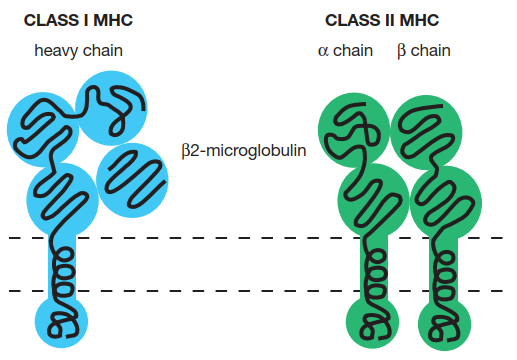 CLASS I MHC
heavy chain
CLASS II MHC
α chain β chain
β2-microglobulin